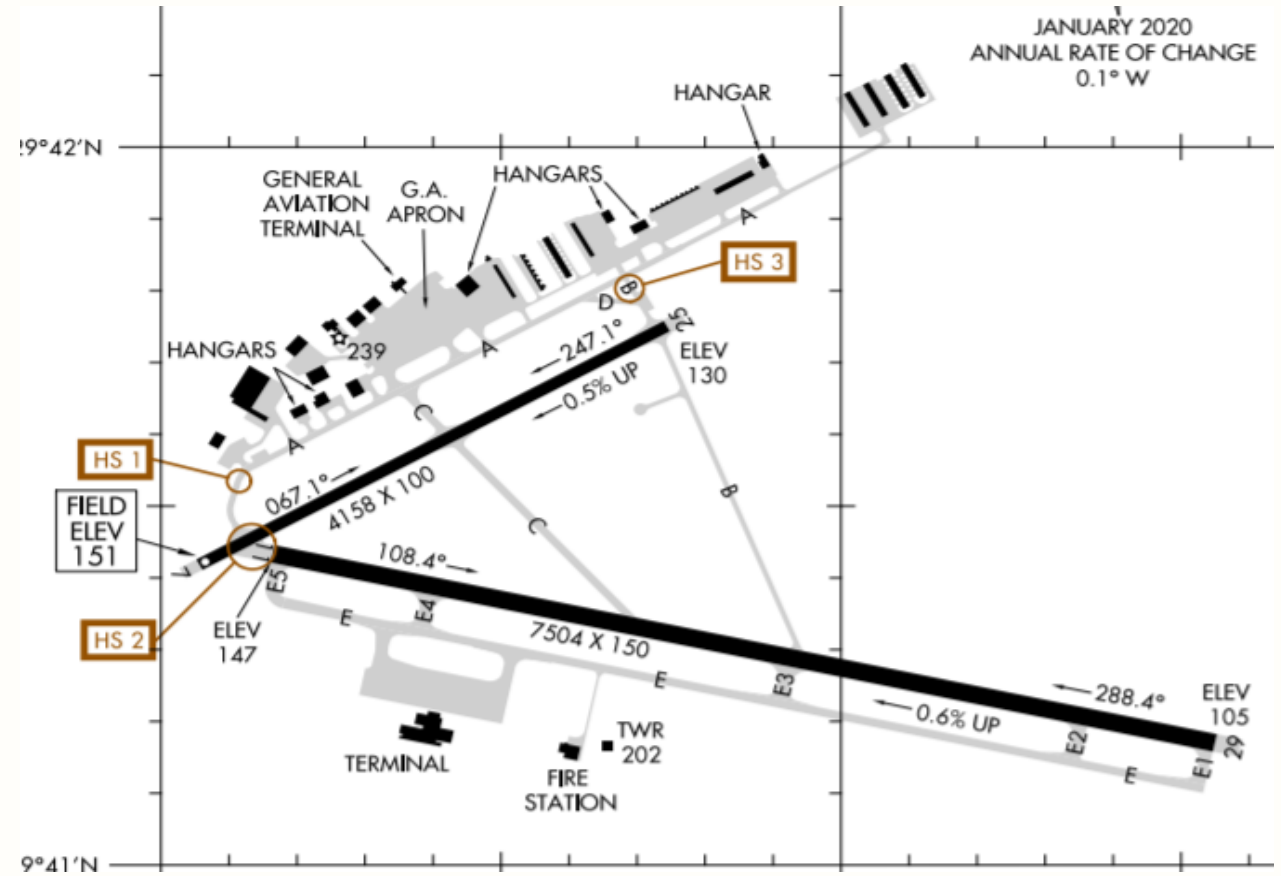 JANUARY 2020
ANNUAL RATE OF CHANGE
0.1° W
HANGAR
9°42'N
GENERAL
AVIATION
TERMINAL
G.A.
APRON
HANGARS
A
HS 3
B
D
25
239
HANGARS
A
247.1°
0.5% UP
ELEV
130
C
A
HS 1
067.1°
4158 X 100
B
FIELD
ELEV
151
C
7
108.4°
E5
E4
E
HS 2
ELEV
147
7504 X 150
E
E3
288.4°
0.6% UP
ELEV
105
29
E2
E1
E
TERMINAL
TWR
202
FIRE
STATION
9°41'N